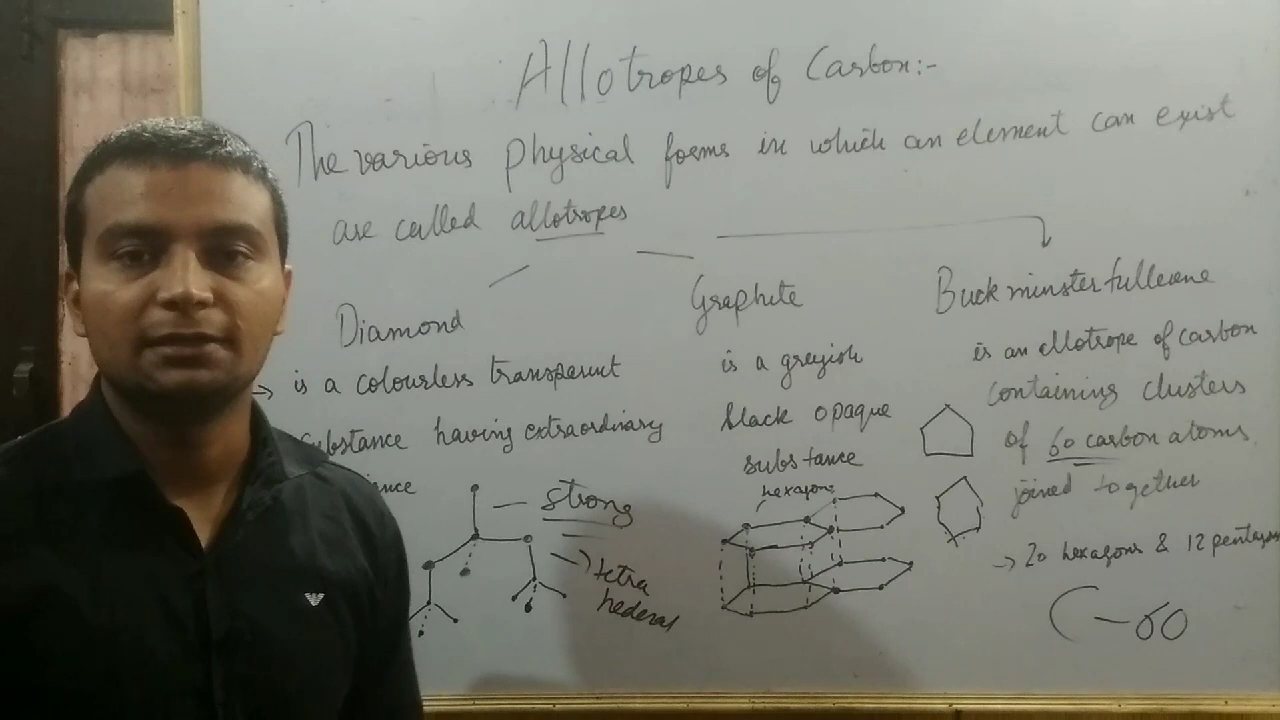 Allotropes of Carbon:-
The various physical forms in which an element can exist
are called allotropes
Diamond
→ is a colourless transparent
substance having extraordinary
strong
tetra
hederal
Graphite
is a greyish
black opaque
substance
hexagons
Buckminsterfullerene
is an allotrope of carbon
containing clusters
of 60 carbon atoms
joined together
→ 20 hexagons & 12 pentagons
C-60